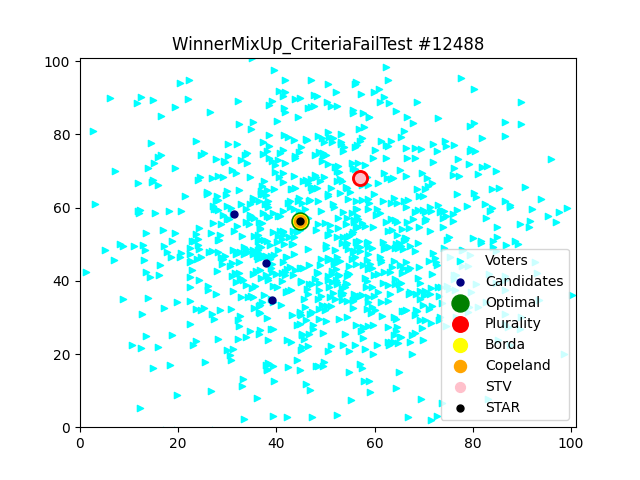 WinnerMixUp_CriteriaFailTest #12488
100
80
60
40
20
0
0 20 40 60 80 100
Voters
Candidates
Optimal
Plurality
Borda
Copeland
STV
STAR